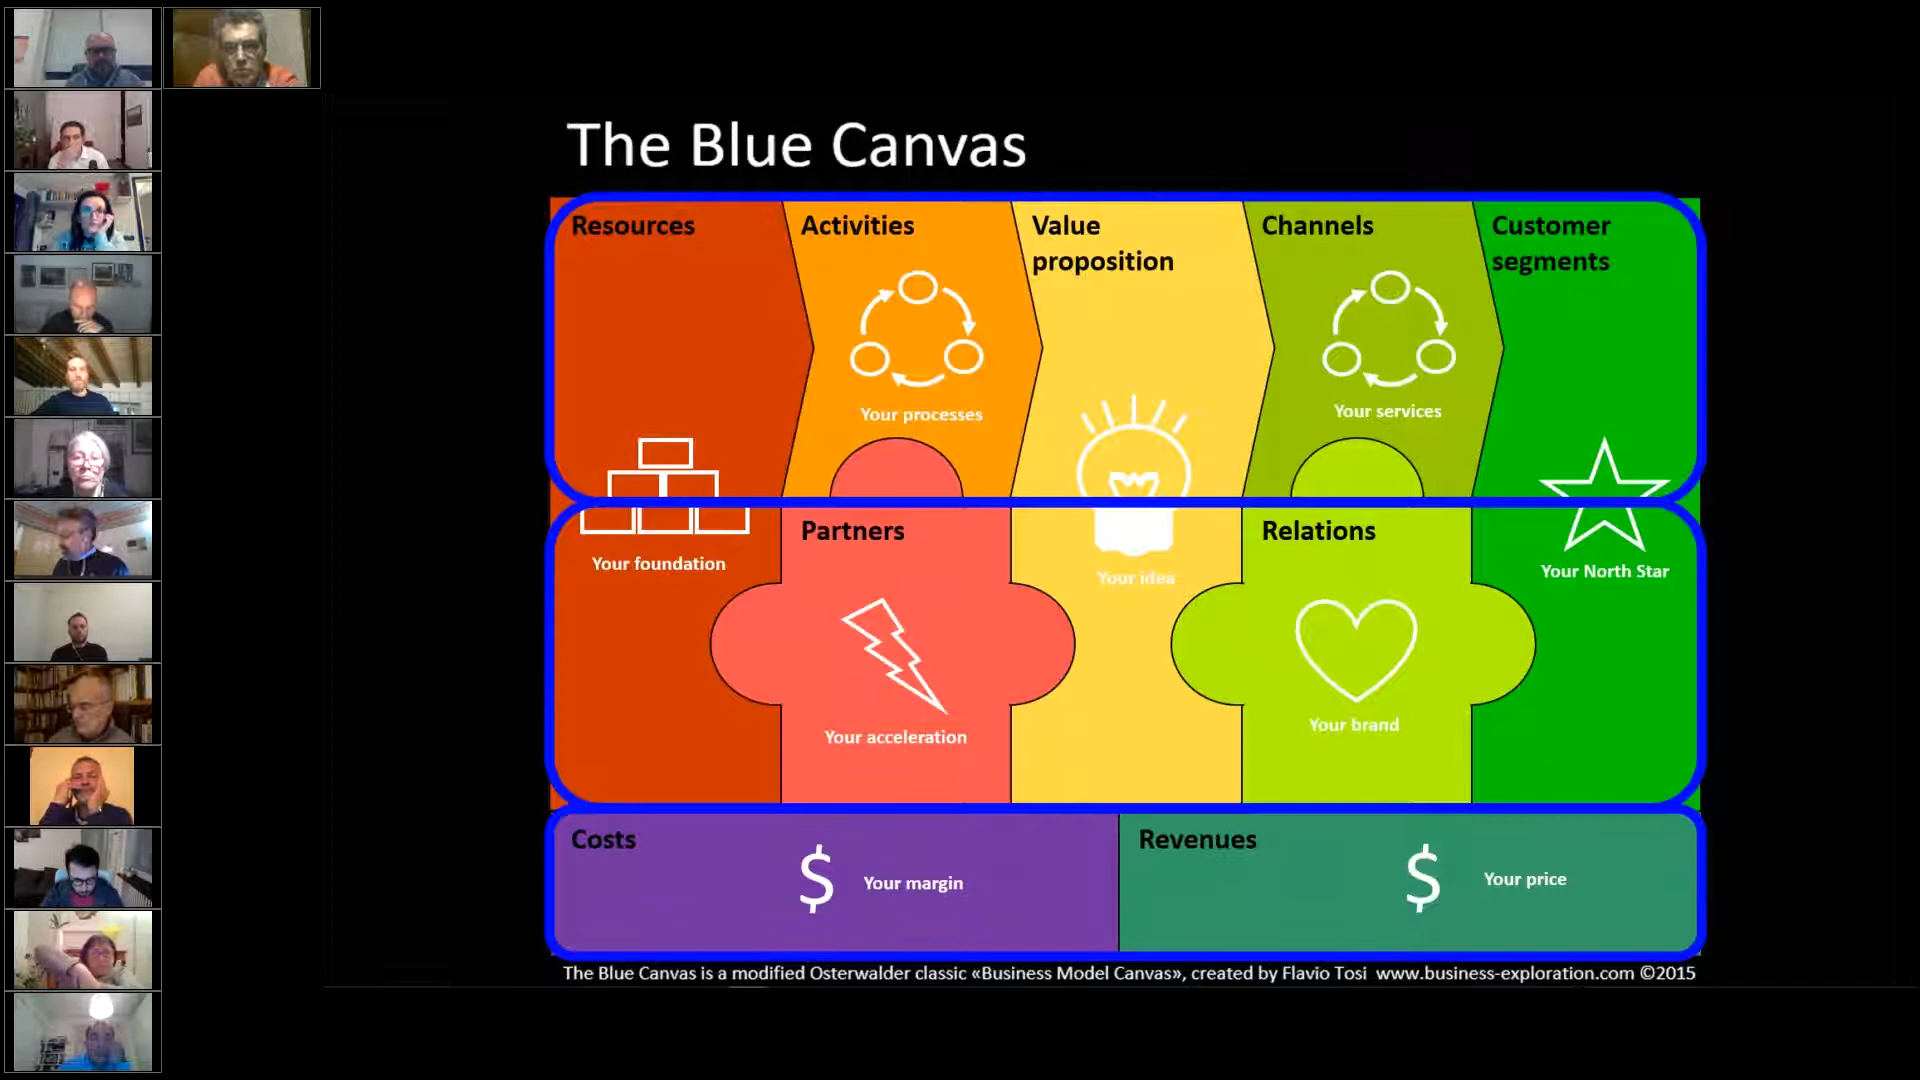 The Blue Canvas
Resources
Activities
Value
proposition
Channels
Customer
segments
Your processes
Your services
Partners
Relations
Your foundation
Your idea
Your North Star
Your acceleration
Your brand
Costs
Your margin
Revenues
Your price
$
$
The Blue Canvas is a modified Osterwalder classic «Business Model Canvas», created by Flavio Tosi www.business-exploration.com ©2015